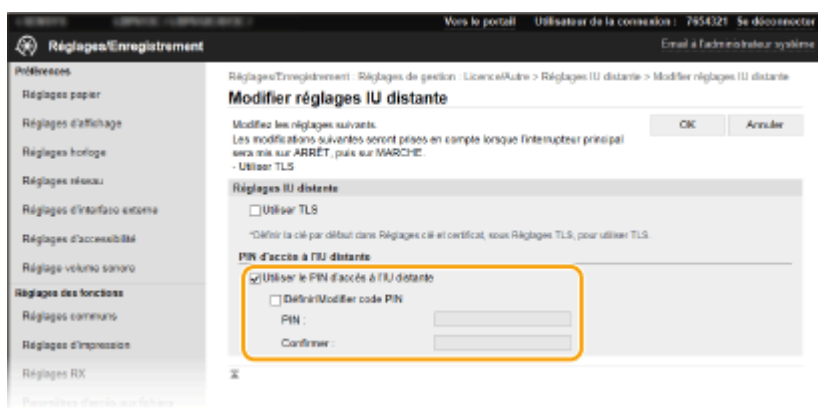 Vers le portail Utilisateur de la connexion : 7654321 Se déconnecter
Réglages/Enregistrement Email à l'administrateur système
Préférences
Réglages papier
Réglages d'affichage
Réglages horloge
Réglages réseau
Réglages d'interface externe
Réglages d'accessibilité
Réglage volume sonore
Réglages des fonctions
Réglages communs
Réglages d'impression
Réglages RX
Paramètres d'accès aux fichiers
Réglages/Enregistrement : Réglages de gestion : Licence/Autre > Réglages IU distante > Modifier réglages IU distante
Modifier réglages IU distante
Modifiez les réglages suivants.
Les modifications suivantes seront prises en compte lorsque l'interrupteur principal
sera mis sur ARRÊT, puis sur MARCHE.
- Utiliser TLS
OK Annuler
Réglages IU distante
Utiliser TLS
*Définir la clé par défaut dans Réglages clé et certificat, sous Réglages TLS, pour utiliser TLS.
PIN d'accès à l'IU distante
Utiliser le PIN d'accès à l'IU distante
Définir/Modifier code PIN
PIN :
Confirmer :